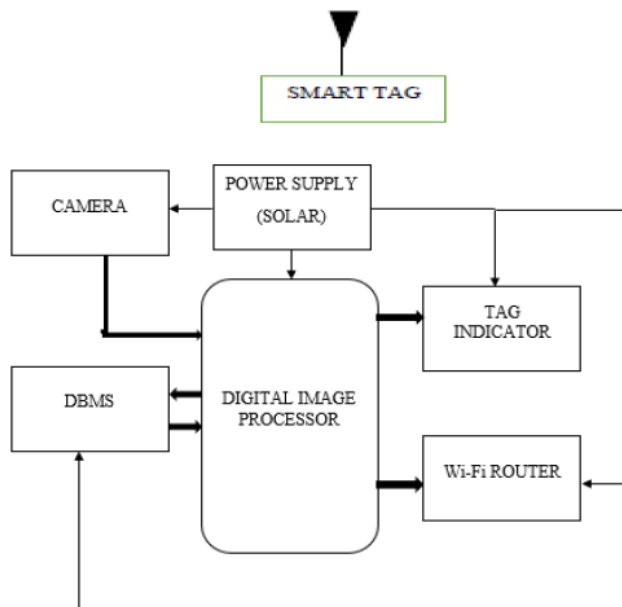 SMART TAG
CAMERA
POWER SUPPLY
(SOLAR)
TAG
INDICATOR
DBMS
DIGITAL IMAGE
PROCESSOR
Wi-Fi ROUTER